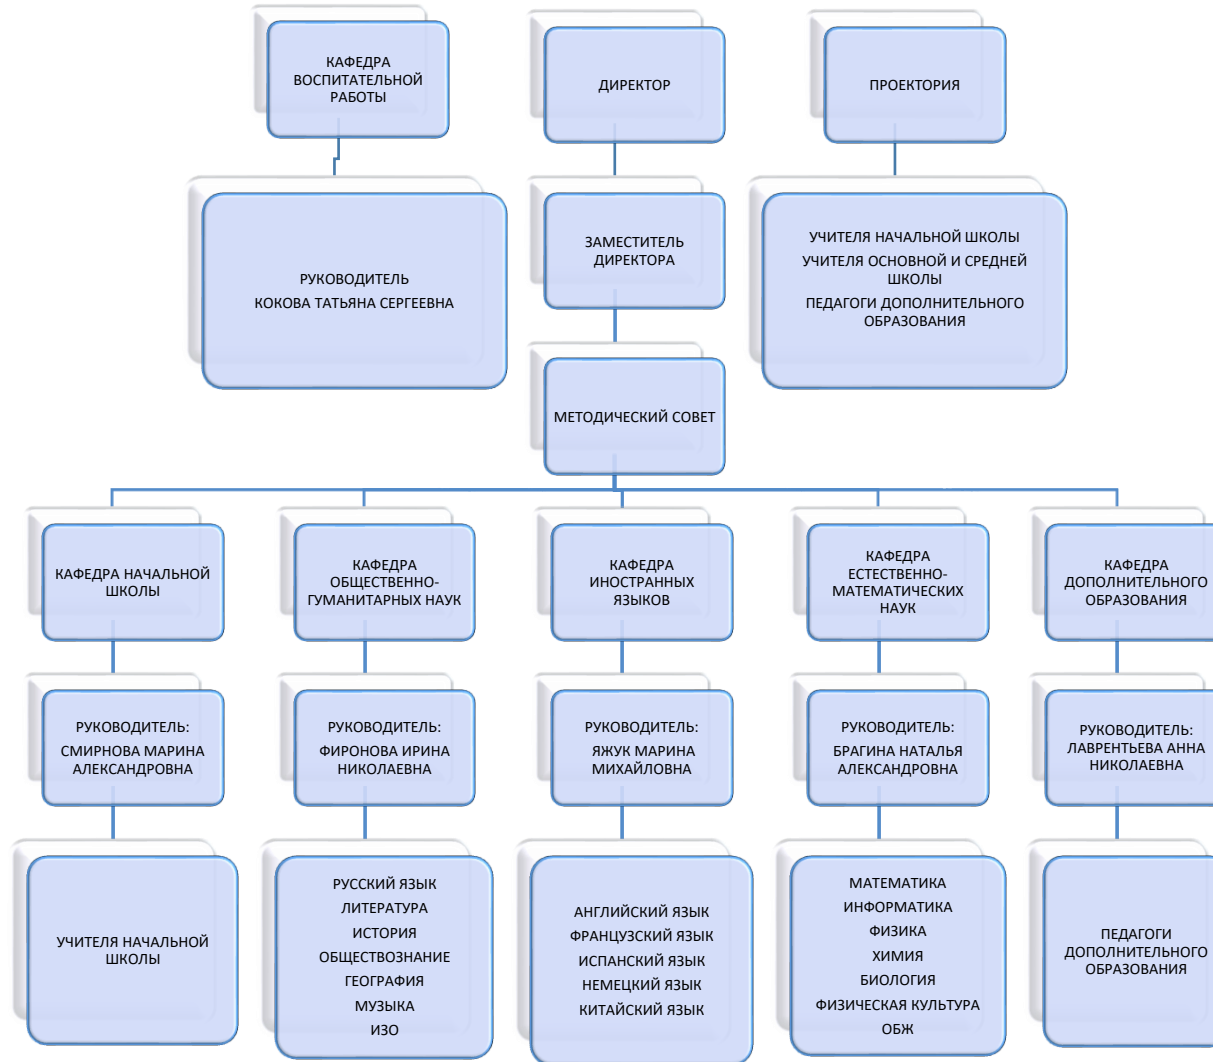 КАФЕДРА
ВОСПИТАТЕЛЬНОЙ
РАБОТЫ
ДИРЕКТОР
ПРОЕКТОРИЯ
РУКОВОДИТЕЛЬ
КОКОВА ТАТЬЯНА СЕРГЕЕВНА
ЗАМЕСТИТЕЛЬ
ДИРЕКТОРА
УЧИТЕЛЯ НАЧАЛЬНОЙ ШКОЛЫ
УЧИТЕЛЯ ОСНОВНОЙ И СРЕДНЕЙ
ШКОЛЫ
ПЕДАГОГИ ДОПОЛНИТЕЛЬНОГО
ОБРАЗОВАНИЯ
МЕТОДИЧЕСКИЙ СОВЕТ
КАФЕДРА НАЧАЛЬНОЙ
ШКОЛЫ
КАФЕДРА
ОБЩЕСТВЕННО-
ГУМАНИТАРНЫХ НАУК
КАФЕДРА
ИНОСТРАННЫХ
ЯЗЫКОВ
КАФЕДРА
ЕСТЕСТВЕННО-
МАТЕМАТИЧЕСКИХ
НАУК
КАФЕДРА
ДОПОЛНИТЕЛЬНОГО
ОБРАЗОВАНИЯ
РУКОВОДИТЕЛЬ:
СМИРНОВА МАРИНА
АЛЕКСАНДРОВНА
РУКОВОДИТЕЛЬ:
ФИРОНОВА ИРИНА
НИКОЛАЕВНА
РУКОВОДИТЕЛЬ:
ЯЖУК МАРИНА
МИХАЙЛОВНА
РУКОВОДИТЕЛЬ:
БРАГИНА НАТАЛЬЯ
АЛЕКСАНДРОВНА
РУКОВОДИТЕЛЬ:
ЛАВРЕНТЬЕВА АННА
НИКОЛАЕВНА
УЧИТЕЛЯ НАЧАЛЬНОЙ
ШКОЛЫ
РУССКИЙ ЯЗЫК
ЛИТЕРАТУРА
ИСТОРИЯ
ОБЩЕСТВОЗНАНИЕ
ГЕОГРАФИЯ
МУЗЫКА
ИЗО
АНГЛИЙСКИЙ ЯЗЫК
ФРАНЦУЗСКИЙ ЯЗЫК
ИСПАНСКИЙ ЯЗЫК
НЕМЕЦКИЙ ЯЗЫК
КИТАЙСКИЙ ЯЗЫК
МАТЕМАТИКА
ИНФОРМАТИКА
ФИЗИКА
ХИМИЯ
БИОЛОГИЯ
ФИЗИЧЕСКАЯ КУЛЬТУРА
ОБЖ
ПЕДАГОГИ
ДОПОЛНИТЕЛЬНОГО
ОБРАЗОВАНИЯ